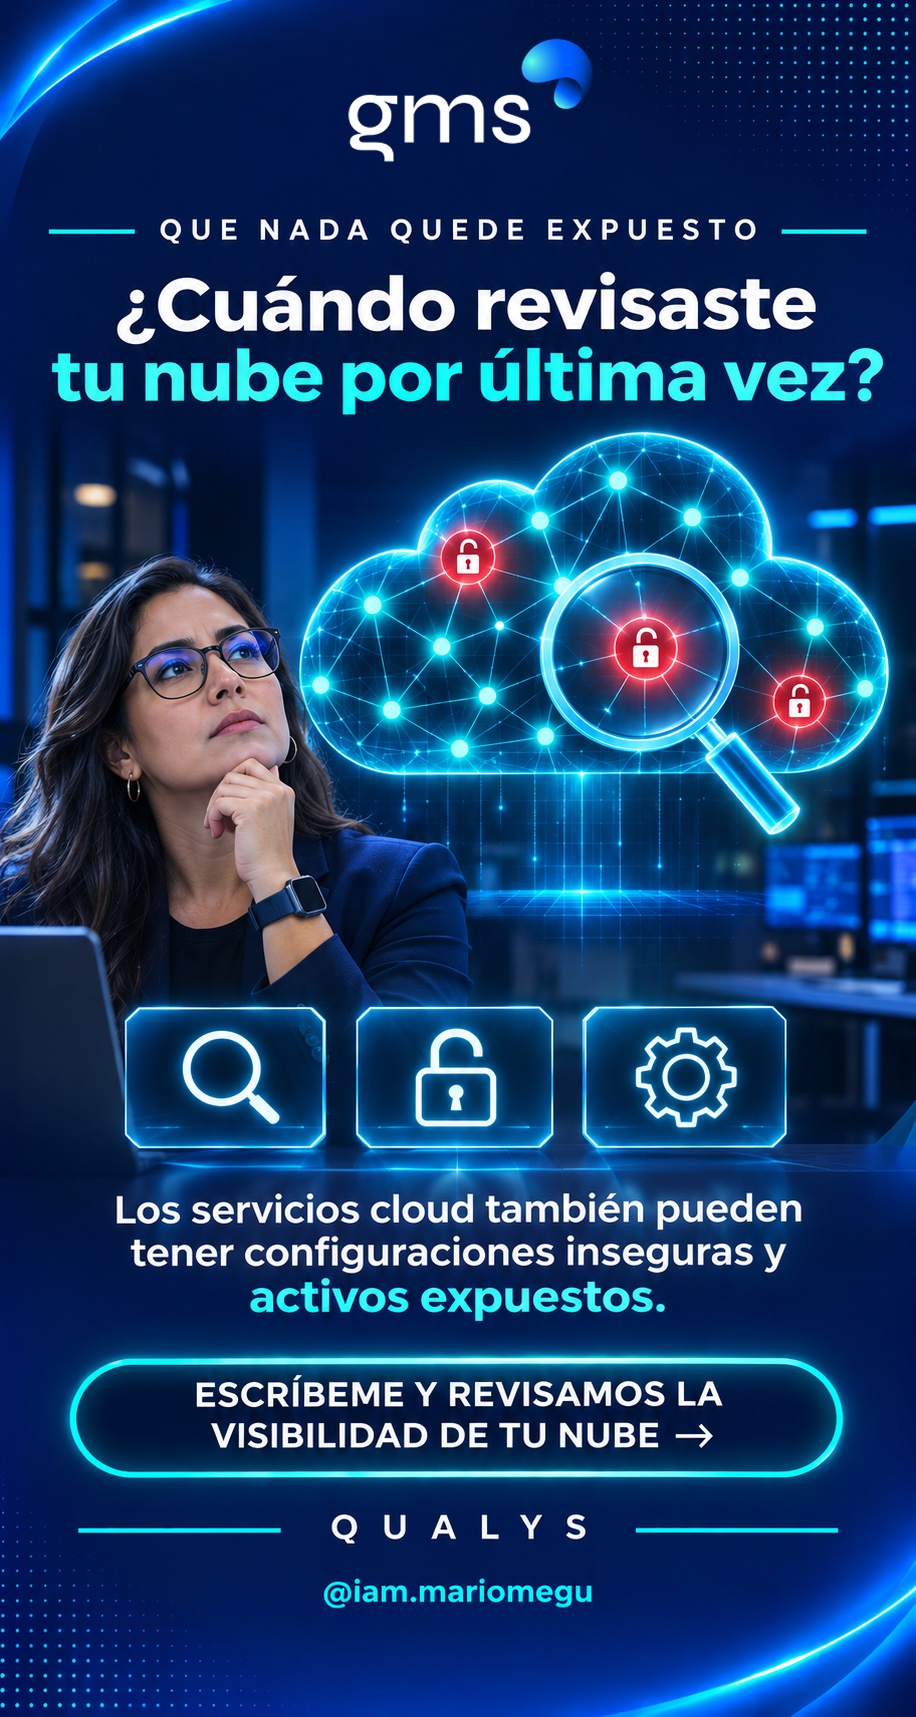 gms
QUE NADA QUEDE EXPUESTO
¿Cuándo revisaste
tu nube por última vez?
Los servicios cloud también pueden
tener configuraciones inseguras y
activos expuestos.
ESCRÍBEME Y REVISAMOS LA
VISIBILIDAD DE TU NUBE →
QUALYS
@iam.mariomegu